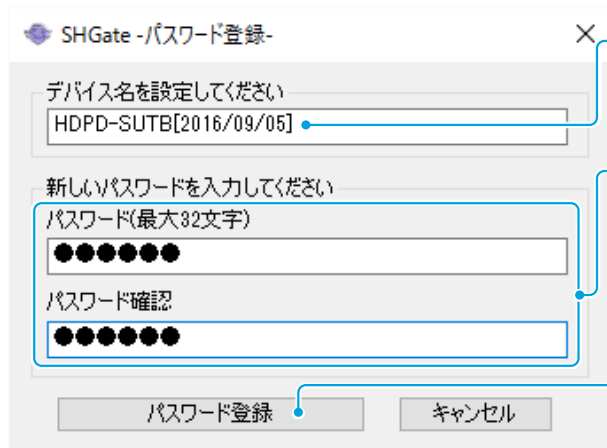 SHGate -パスワード登録-
デバイス名を設定してください
HDPD-SUTB[2016/09/05]
新しいパスワードを入力してください
パスワード(最大32文字)
●●●●●●
パスワード確認
●●●●●●
パスワード登録
キャンセル